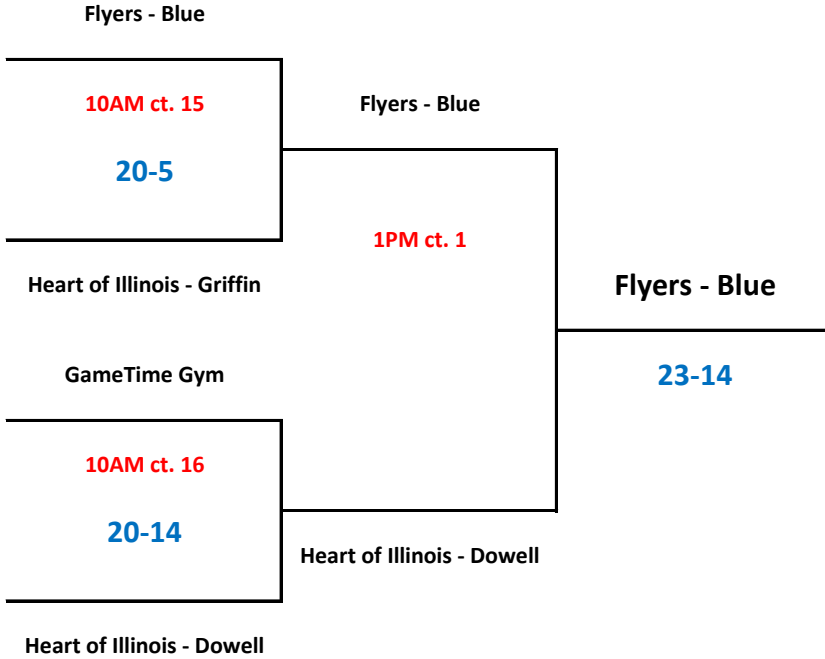 Flyers - Blue
10AM ct. 15
20-5
Heart of Illinois - Griffin
GameTime Gym
10AM ct. 16
20-14
Heart of Illinois - Dowell
Flyers - Blue
1PM ct. 1
Heart of Illinois - Dowell
Flyers - Blue
23-14